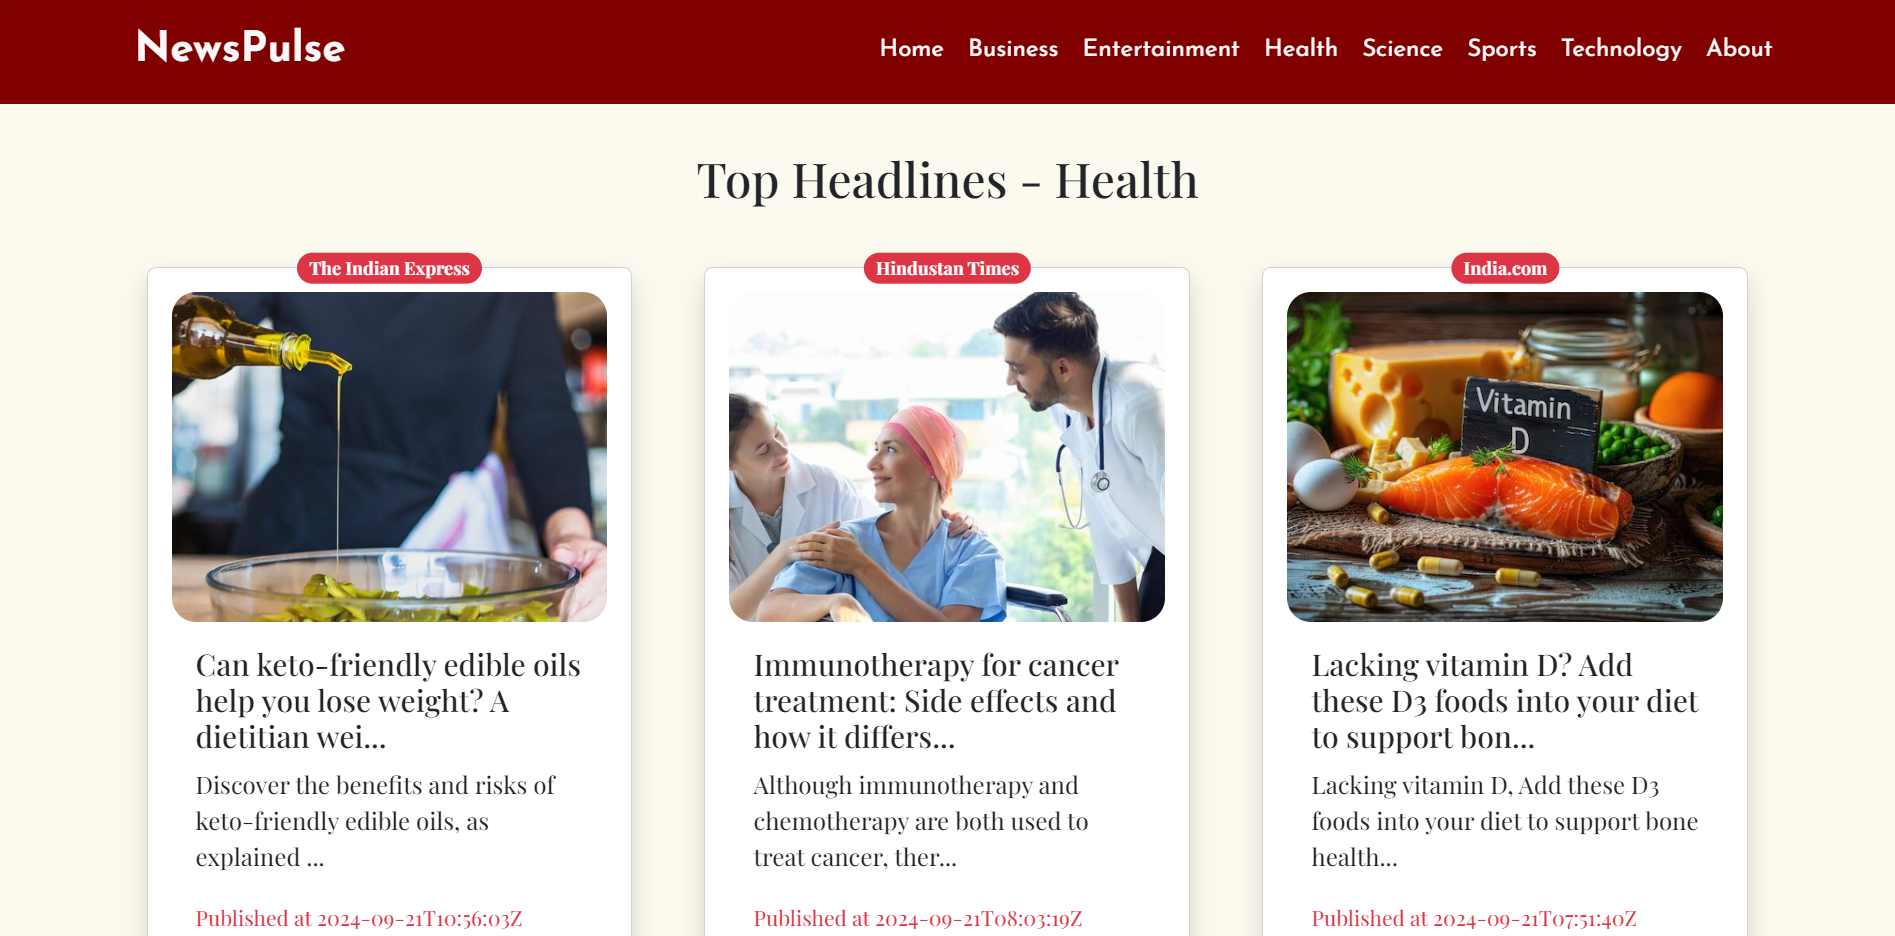 NewsPulse
Home Business Entertainment Health Science Sports Technology About
Top Headlines - Health
The Indian Express
Can keto-friendly edible oils
help you lose weight? A
dietitian wei...
Discover the benefits and risks of
keto-friendly edible oils, as
explained ...
Published at 2024-09-21T10:56:03Z
Hindustan Times
Immunotherapy for cancer
treatment: Side effects and
how it differs...
Although immunotherapy and
chemotherapy are both used to
treat cancer, ther...
Published at 2024-09-21T08:03:19Z
India.com
Vitamin
D
Lacking vitamin D? Add
these D3 foods into your diet
to support bon...
Lacking vitamin D, Add these D3
foods into your diet to support bone
health...
Published at 2024-09-21T07:51:40Z